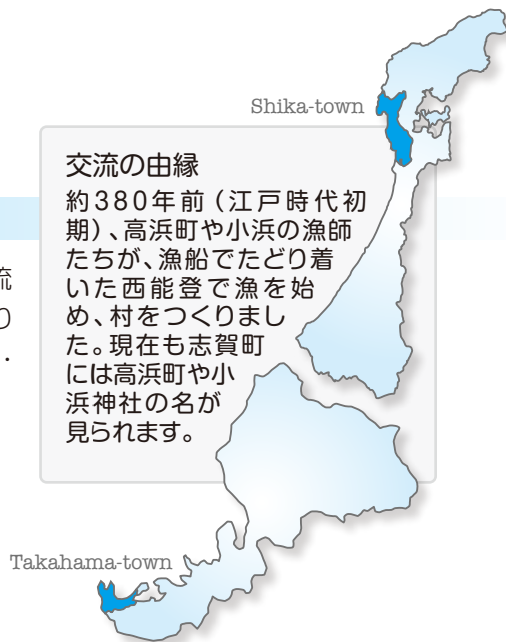 Shika-town
交流の由縁
約380年前（江戸時代初
期）、高浜町や小浜の漁師
たちが、漁船でたどり着
いた西能登で漁を始
め、村をつくりまし
た。現在も志賀町
には高浜町や小
浜神社の名が
見られます。
流
り
・
Takahama-town